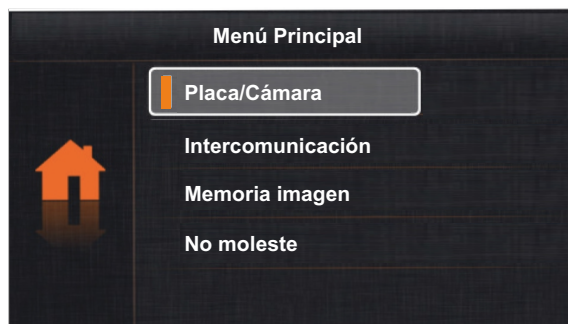 Menú Principal
Placa/Cámara
Intercomunicación
Memoria imagen
No moleste